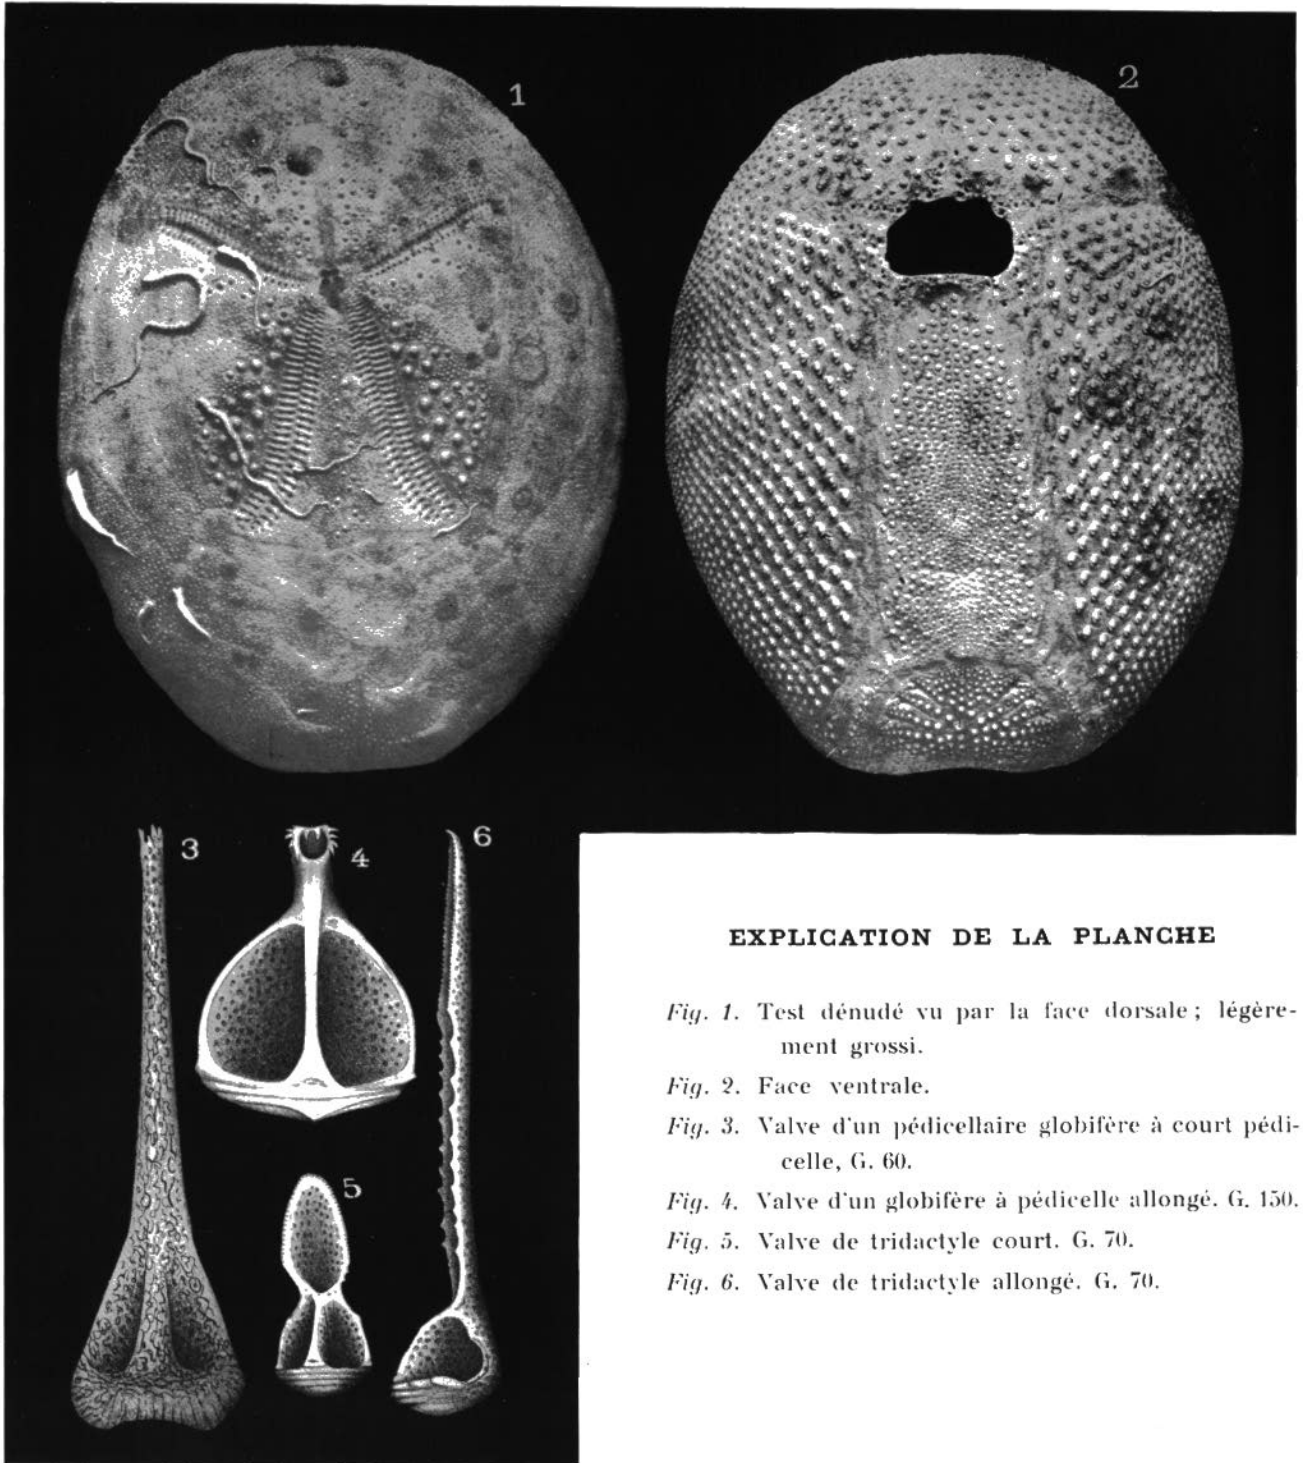 1
2
3
4
6
5
EXPLICATION DE LA PLANCHE
Fig. 1. Test dénudé vu par la face dorsale ; légère-
ment grossi.
Fig. 2. Face ventrale.
Fig. 3. Valve d'un pédicellaire globifère à court pédi-
celle, G. 60.
Fig. 4. Valve d'un globifère à pédicelle allongé. G. 150.
Fig. 5. Valve de tridactyle court. G. 70.
Fig. 6. Valve de tridactyle allongé. G. 70.